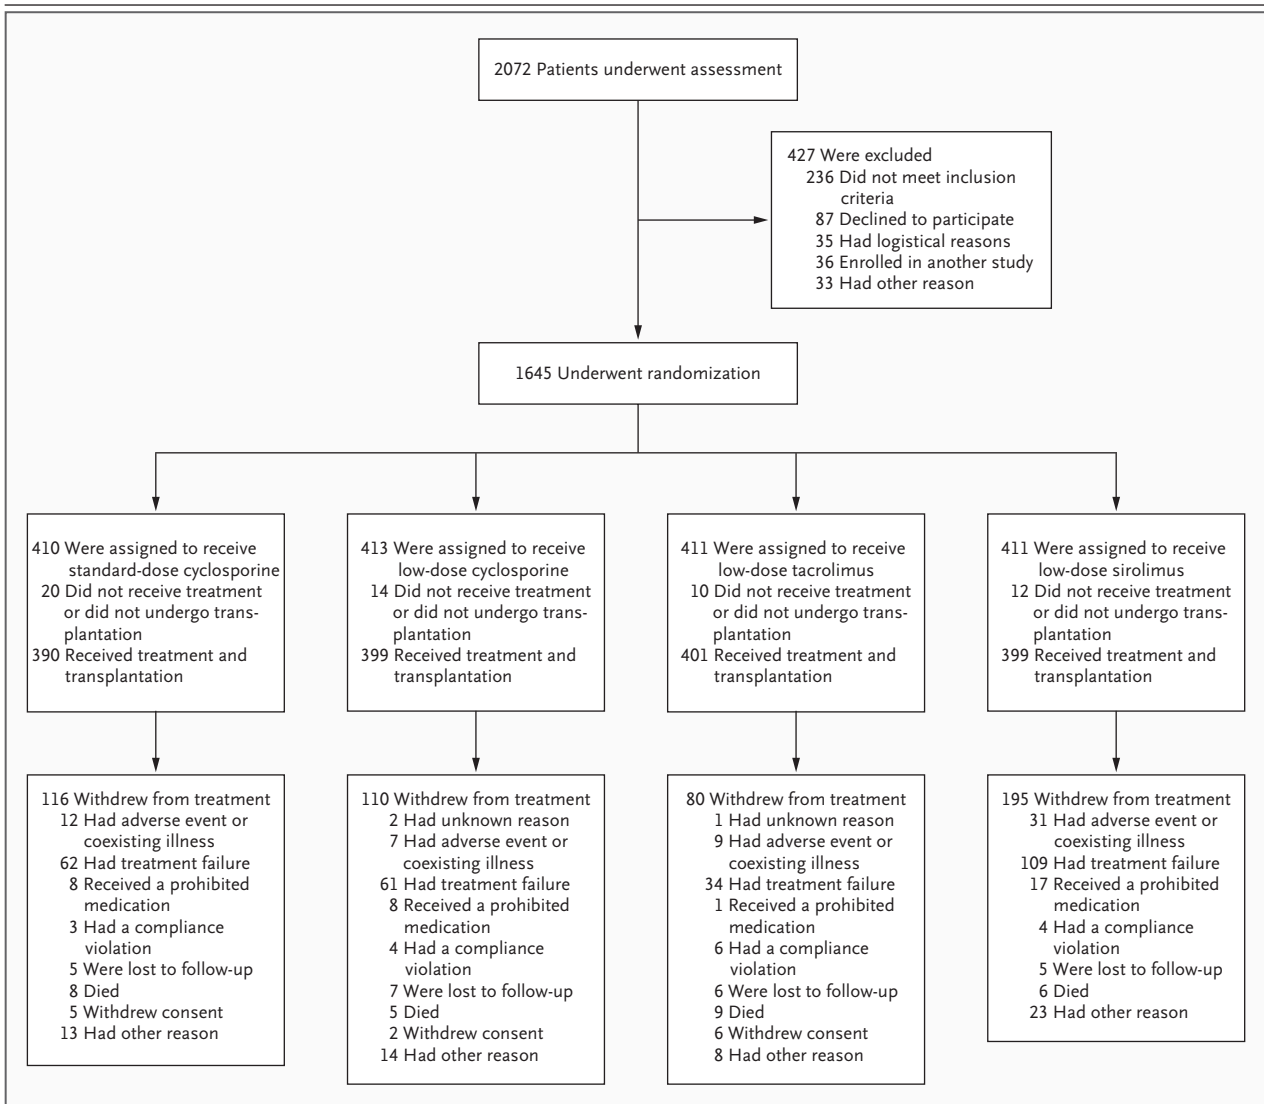 2072 Patients underwent assessment
427 Were excluded
236 Did not meet inclusion
criteria
87 Declined to participate
35 Had logistical reasons
36 Enrolled in another study
33 Had other reason
1645 Underwent randomization
410 Were assigned to receive
standard-dose cyclosporine
20 Did not receive treatment
or did not undergo trans-
plantation
390 Received treatment and
transplantation
413 Were assigned to receive
low-dose cyclosporine
14 Did not receive treatment
or did not undergo trans-
plantation
399 Received treatment and
transplantation
411 Were assigned to receive
low-dose tacrolimus
10 Did not receive treatment
or did not undergo trans-
plantation
401 Received treatment and
transplantation
411 Were assigned to receive
low-dose sirolimus
12 Did not receive treatment
or did not undergo trans-
plantation
399 Received treatment and
transplantation
116 Withdrew from treatment
12 Had adverse event or
coexisting illness
62 Had treatment failure
8 Received a prohibited
medication
3 Had a compliance
violation
5 Were lost to follow-up
8 Died
5 Withdrew consent
13 Had other reason
110 Withdrew from treatment
2 Had unknown reason
7 Had adverse event or
coexisting illness
61 Had treatment failure
8 Received a prohibited
medication
4 Had a compliance
violation
7 Were lost to follow-up
5 Died
2 Withdrew consent
14 Had other reason
80 Withdrew from treatment
1 Had unknown reason
9 Had adverse event or
coexisting illness
34 Had treatment failure
1 Received a prohibited
medication
6 Had a compliance
violation
6 Were lost to follow-up
9 Died
6 Withdrew consent
8 Had other reason
195 Withdrew from treatment
31 Had adverse event or
coexisting illness
109 Had treatment failure
17 Received a prohibited
medication
4 Had a compliance
violation
5 Were lost to follow-up
6 Died
23 Had other reason